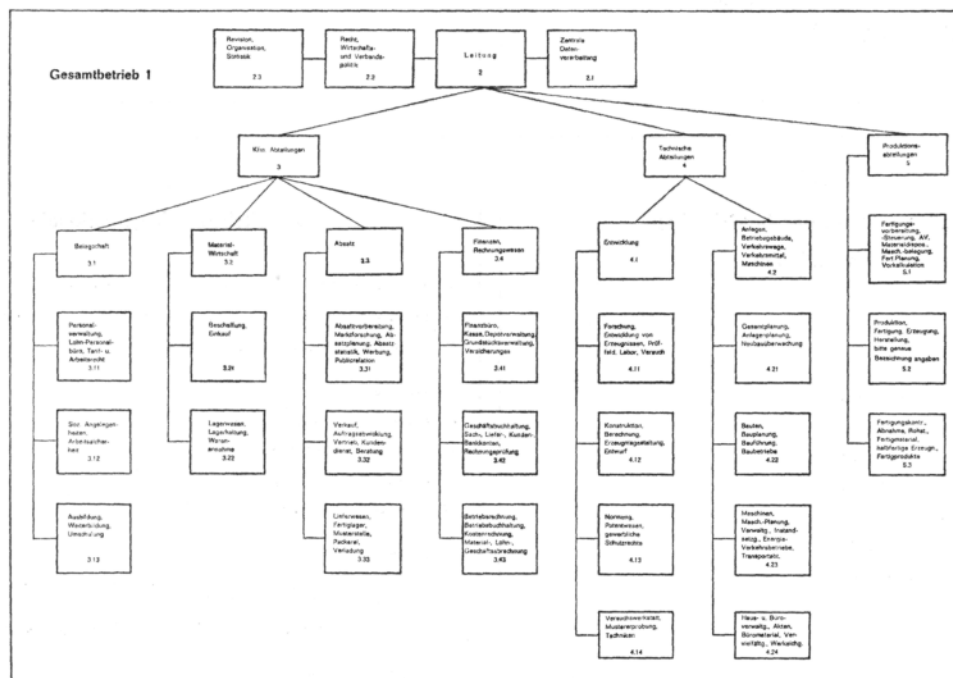 Gesamtbetrieb 1
Revision,
Organisation,
Statistik
2.3
Recht,
Wirtschafts-
und Verbands-
politik
2.2
Leitung
2
Zentrale
Daten-
verarbeitung
2.1
Kfm. Abteilungen
3
Technische
Abteilungen
4
Produktions-
abteilungen
5
Belegschaft
3.1
Material-
Wirtschaft
3.2
Absatz
3.3
Finanzen,
Rechnungswesen
3.4
Entwicklung
4.1
Anlagen,
Betriebsgebäude,
Verkehrswege,
Verkehrsmittel,
Maschinen
4.2
Fertigungs-
vorbereitung,
-Steuerung, AV,
Materialdispos.,
Masch.-belegung,
Fert. Planung,
Vorkalkulation
5.1
Personal-
verwaltung,
Lohn-Personal-
büro, Tarif- u.
Arbeitsrecht
3.11
Beschaffung,
Einkauf
3.21
Absatzvorbereitung,
Marktforschung, Ab-
satzplanung, Absatz-
statistik, Werbung,
Publicrelation
3.31
Finanzbüro,
Kasse, Depotverwaltung,
Grundstücksverwaltung,
Versicherungen
3.41
Forschung,
Entwicklung von
Erzeugnissen, Prüf-
feld, Labor, Versuch
4.11
Gesamtplanung,
Anlagenplanung,
Neubauüberwachung
4.21
Produktion,
Fertigung, Erzeugung,
Herstellung,
bitte genaue
Bezeichnung angeben
5.2
Soz. Angelegen-
heiten,
Arbeitssicher-
heit
3.12
Lagerwesen,
Lagerhaltung,
Waren-
annahme
3.22
Verkauf,
Auftragsabwicklung,
Vertrieb, Kunden-
dienst, Beratung
3.32
Geschäftsbuchhaltung,
Sach-, Liefer-, Kunden-,
Bankkonten,
Rechnungsprüfung
3.42
Konstruktion,
Berechnung,
Erzeugnisgestaltung,
Entwurf
4.12
Bauten,
Bauplanung,
Bauführung,
Baubetriebe
4.22
Fertigungskontr.,
Abnahme, Rohst.,
Fertigmaterial,
halbfertige Erzeugn.,
Fertigprodukte
5.3
Ausbildung,
Weiterbildung,
Umschulung
3.13
Lieferwesen,
Fertiglager,
Musterstelle,
Packerei,
Verladung
3.33
Betriebsrechnung,
Betriebsbuchhaltung,
Kostenrechnung,
Material-, Lohn-,
Geschäftsabrechnung
3.43
Normung,
Patentwesen,
gewerbliche
Schutzrechte
4.13
Maschinen,
Masch.-Planung,
Verwaltg., Instand-
setzg., Energie-
Verkehrsbetriebe,
Transportatlg.
4.23
Versuchswerkstatt,
Mustererprobung,
Techniken
4.14
Haus- u. Büro-
verwaltg., Akten,
Büromaterial, Ver-
vielfältg., Werksichg.
4.24